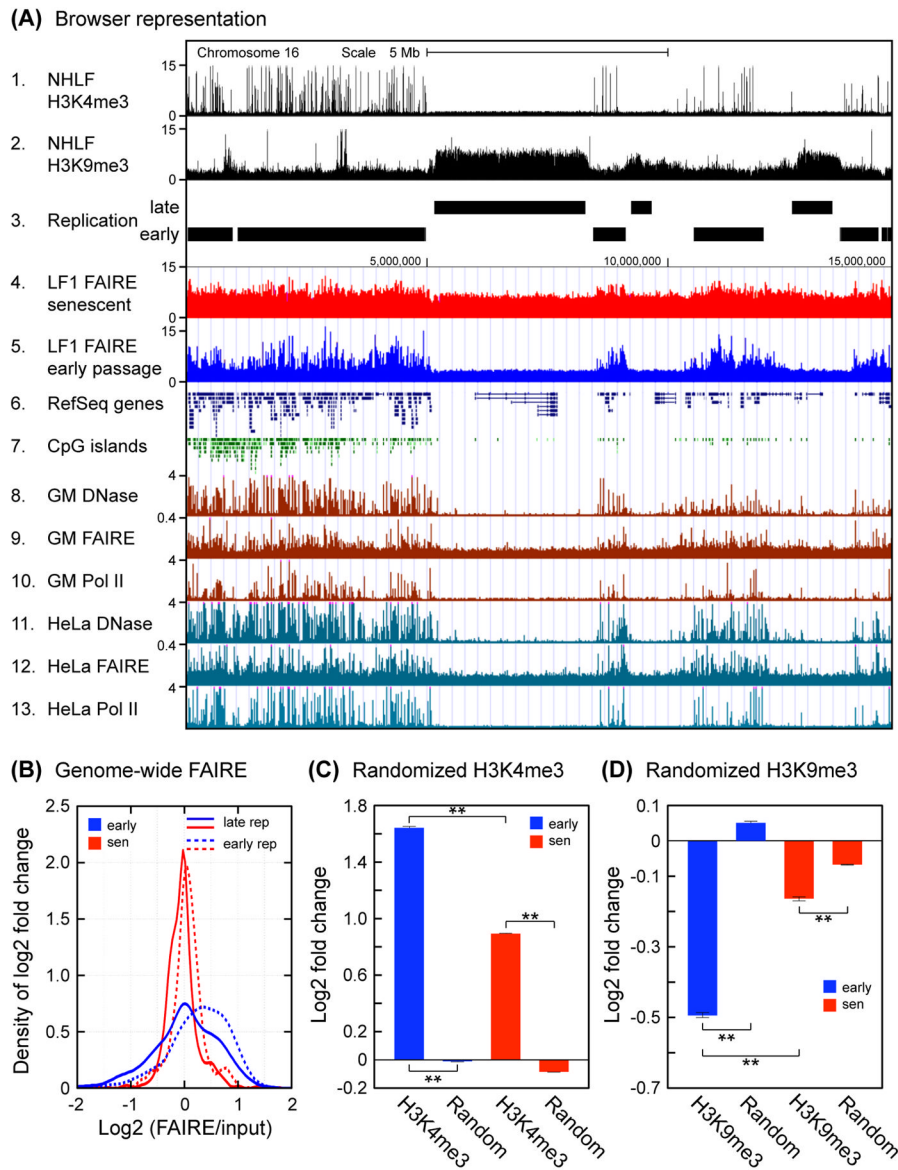 (A) Browser representation
Chromosome 16 Scale 5 Mb
1. NHLF H3K4me3
15
0
2. NHLF H3K9me3
15
0
3. Replication
late
early
5,000,000 10,000,000 15,000,000
4. LF1 FAIRE senescent
15
0
5. LF1 FAIRE early passage
15
0
6. RefSeq genes
7. CpG islands
4
8. GM DNase
0.4
9. GM FAIRE
4
10. GM Pol II
4
11. HeLa DNase
0.4
12. HeLa FAIRE
4
13. HeLa Pol II
(B) Genome-wide FAIRE
Density of log2 fold change
2.5
2.0
1.5
1.0
0.5
0
early
sen
late rep
early rep
-2 -1 0 1 2
Log2 (FAIRE/input)
(C) Randomized H3K4me3
Log2 fold change
1.8
1.4
1.0
0.6
0.2
0
-0.2
**
early
sen
**
**
H3K4me3 Random H3K4me3 Random
(D) Randomized H3K9me3
Log2 fold change
0.1
0
-0.1
-0.3
-0.5
-0.7
**
early
sen
**
**
H3K9me3 Random H3K9me3 Random